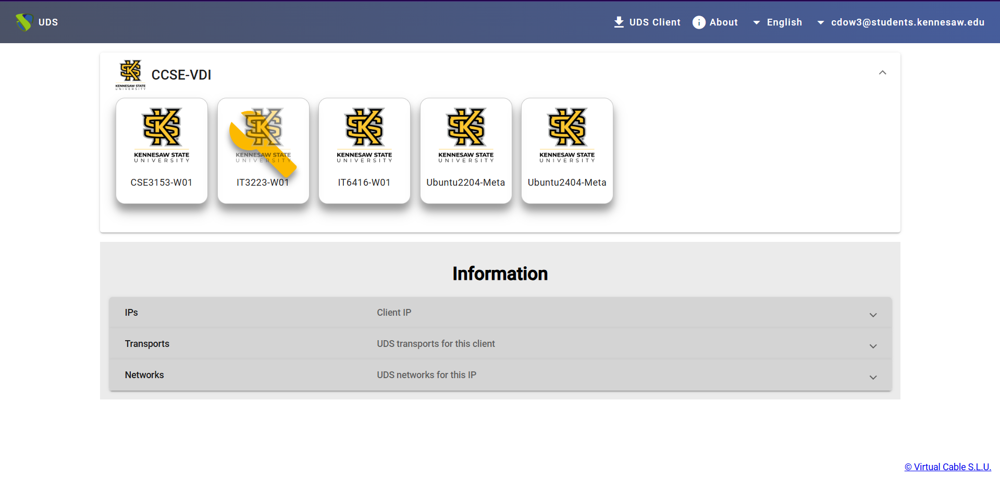 UDS
UDS Client
About
English
cdow3@students.kennesaw.edu
KENNESAW STATE
UNIVERSITY
CCSE-VDI
KENNESAW STATE
UNIVERSITY
CSE3153-W01
KENNESAW STATE
UNIVERSITY
IT3223-W01
KENNESAW STATE
UNIVERSITY
IT6416-W01
KENNESAW STATE
UNIVERSITY
Ubuntu2204-Meta
KENNESAW STATE
UNIVERSITY
Ubuntu2404-Meta
Information
IPs
Client IP
Transports
UDS transports for this client
Networks
UDS networks for this IP
© Virtual Cable S.L.U.